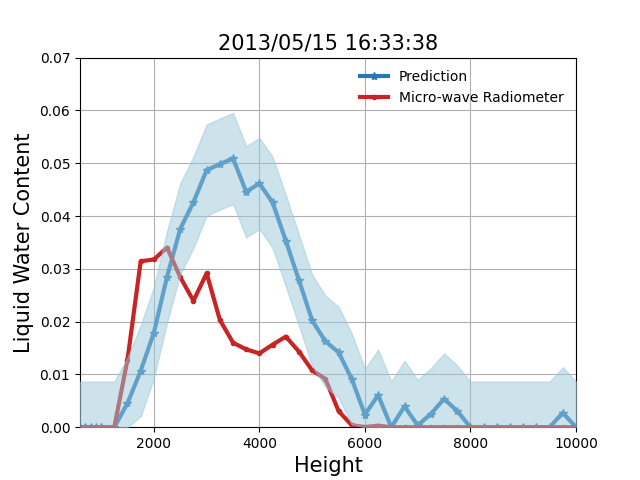 2013/05/15 16:33:38
Prediction
Micro-wave Radiometer
Liquid Water Content
0.07
0.06
0.05
0.04
0.03
0.02
0.01
0.00
2000 4000 6000 8000 10000
Height